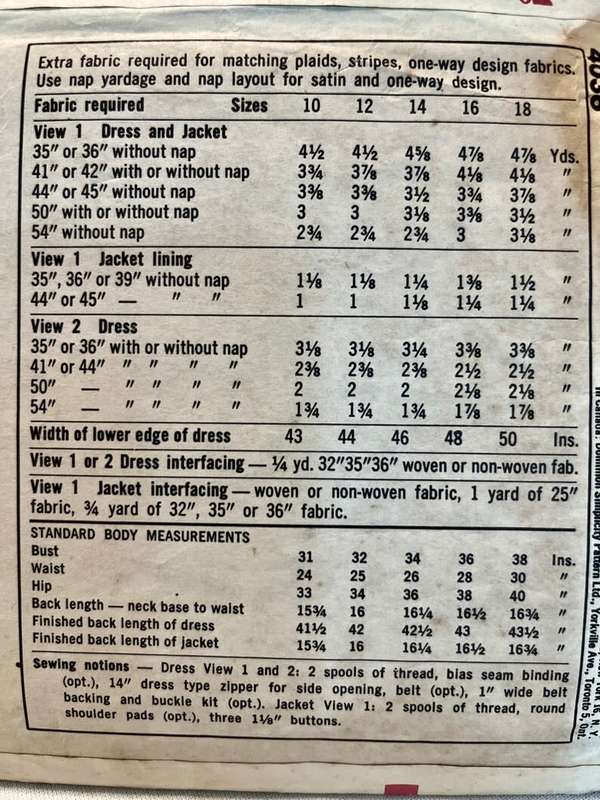 Extra fabric required for matching plaids, stripes, one-way design fabrics.
Use nap yardage and nap layout for satin and one-way design.
Fabric required Sizes 10 12 14 16 18
View 1 Dress and Jacket
35" or 36" without nap 4½ 4½ 4⅝ 4⅞ 4⅞ Yds.
41" or 42" with or without nap 3¾ 3⅞ 3⅞ 4⅛ 4⅛ "
44" or 45" without nap 3⅜ 3⅜ 3½ 3¾ 3⅞ "
50" with or without nap 3 3 3⅛ 3⅜ 3½ "
54" without nap 2¾ 2¾ 2¾ 3 3⅛ "
View 1 Jacket lining
35", 36" or 39" without nap 1⅛ 1⅛ 1¼ 1⅜ 1½ "
44" or 45" — " " 1 1 1⅛ 1¼ 1¼ "
View 2 Dress
35" or 36" with or without nap 3⅛ 3⅛ 3¼ 3⅜ 3⅜ "
41" or 44" " " " " 2⅜ 2⅜ 2⅜ 2½ 2½ "
50" — " " " " 2 2 2 2⅛ 2⅛ "
54" — " " " " 1¾ 1¾ 1¾ 1⅞ 1⅞ "
Width of lower edge of dress 43 44 46 48 50 Ins.
View 1 or 2 Dress interfacing — ¼ yd. 32"35"36" woven or non-woven fab.
View 1 Jacket interfacing — woven or non-woven fabric, 1 yard of 25"
fabric, ¾ yard of 32", 35" or 36" fabric.
STANDARD BODY MEASUREMENTS
Bust 31 32 34 36 38 Ins.
Waist 24 25 26 28 30 "
Hip 33 34 36 38 40 "
Back length — neck base to waist 15¾ 16 16¼ 16½ 16¾ "
Finished back length of dress 41½ 42 42½ 43 43½ "
Finished back length of jacket 15¾ 16 16¼ 16½ 16¾ "
Sewing notions — Dress View 1 and 2: 2 spools of thread, bias seam binding
(opt.), 14" dress type zipper for side opening, belt (opt.), 1" wide belt
backing and buckle kit (opt.). Jacket View 1: 2 spools of thread, round
shoulder pads (opt.), three 1⅛" buttons.
In Canada: Dominion Simplicity Pattern Ltd., Yorkville Ave., Toronto 5, Ont.
N. Y.